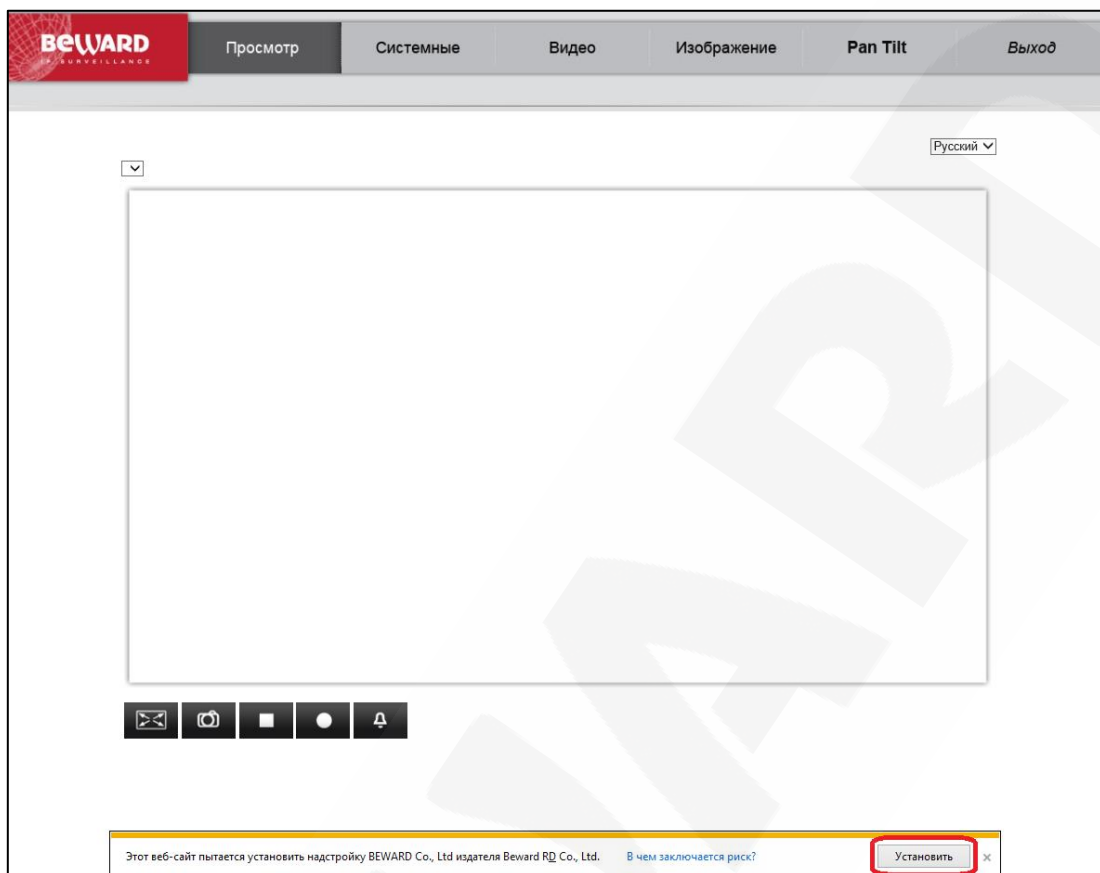 BEWARD
IP SURVEILLANCE
Просмотр Системные Видео Изображение Pan Tilt Выход
Русский
Этот веб-сайт пытается установить надстройку BEWARD Co., Ltd издателя Beward RD Co., Ltd. В чем заключается риск? Установить
BEWARD